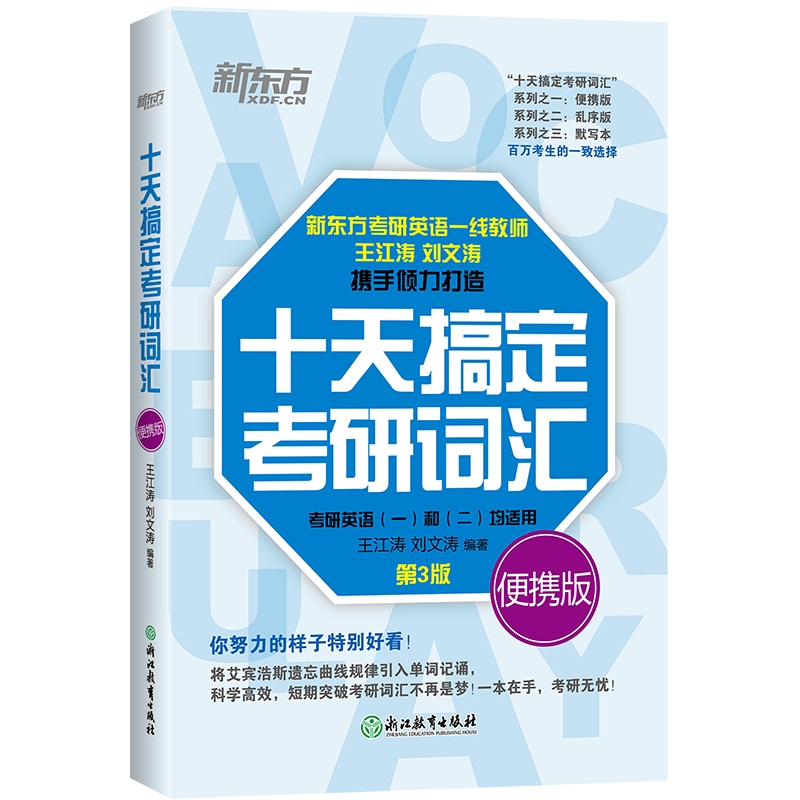 新东方
XDF.CN
"十天搞定考研词汇"
系列之一：便携版
系列之二：乱序版
系列之三：默写本
百万考生的一致选择
新东方考研英语一线教师
王江涛 刘文涛
携手倾力打造
十天搞定
考研词汇
考研英语（一）和（二）均适用
王江涛 刘文涛 编著
第3版
便携版
你努力的样子特别好看！
将艾宾浩斯遗忘曲线规律引入单词记诵，
科学高效，短期突破考研词汇不再是梦！一本在手，考研无忧！
浙江教育出版社
ZHEJIANG EDUCATION PUBLISHING HOUSE
VOC
AB
EU
L
R
AY
十天搞定考研词汇
便携版
王江涛 刘文涛 编著
浙江教育出版社